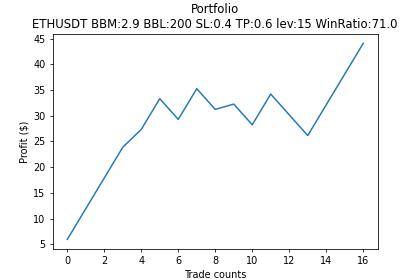 Portfolio
ETHUSDT BBM:2.9 BBL:200 SL:0.4 TP:0.6 lev:15 WinRatio:71.0
Profit ($)
45
40
35
30
25
20
15
10
5
0 2 4 6 8 10 12 14 16
Trade counts